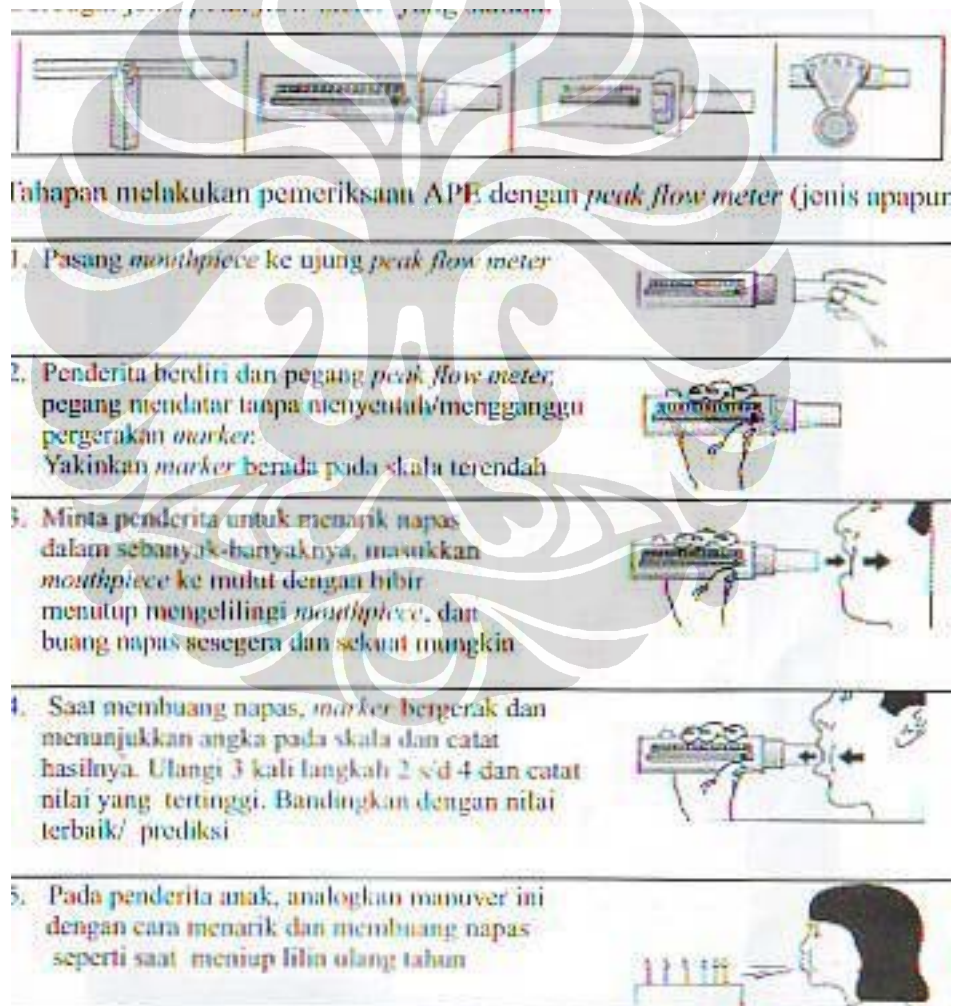 peak flow meter yang
Tahapan melakukan pemeriksaan APE dengan peak flow meter (jenis apapun
1. Pasang mouthpiece ke ujung peak flow meter
2. Penderita berdiri dan pegang peak flow meter,
pegang mendatar tanpa menyentuh/mengganggu
pergerakan marker.
Yakinkan marker berada pada skala terendah
3. Minta penderita untuk menarik napas
dalam sebanyak-banyaknya, masukkan
mouthpiece ke mulut dengan bibir
menutup mengelilingi mouthpiece, dan
buang napas sesegera dan sekuat mungkin
4. Saat membuang napas, marker bergerak dan
menunjukkan angka pada skala dan catat
hasilnya. Ulangi 3 kali langkah 2 s/d 4 dan catat
nilai yang tertinggi. Bandingkan dengan nilai
terbaik/ prediksi
5. Pada penderita anak, analogkan manuver ini
dengan cara menarik dan membuang napas
seperti saat meniup lilin ulang tahun